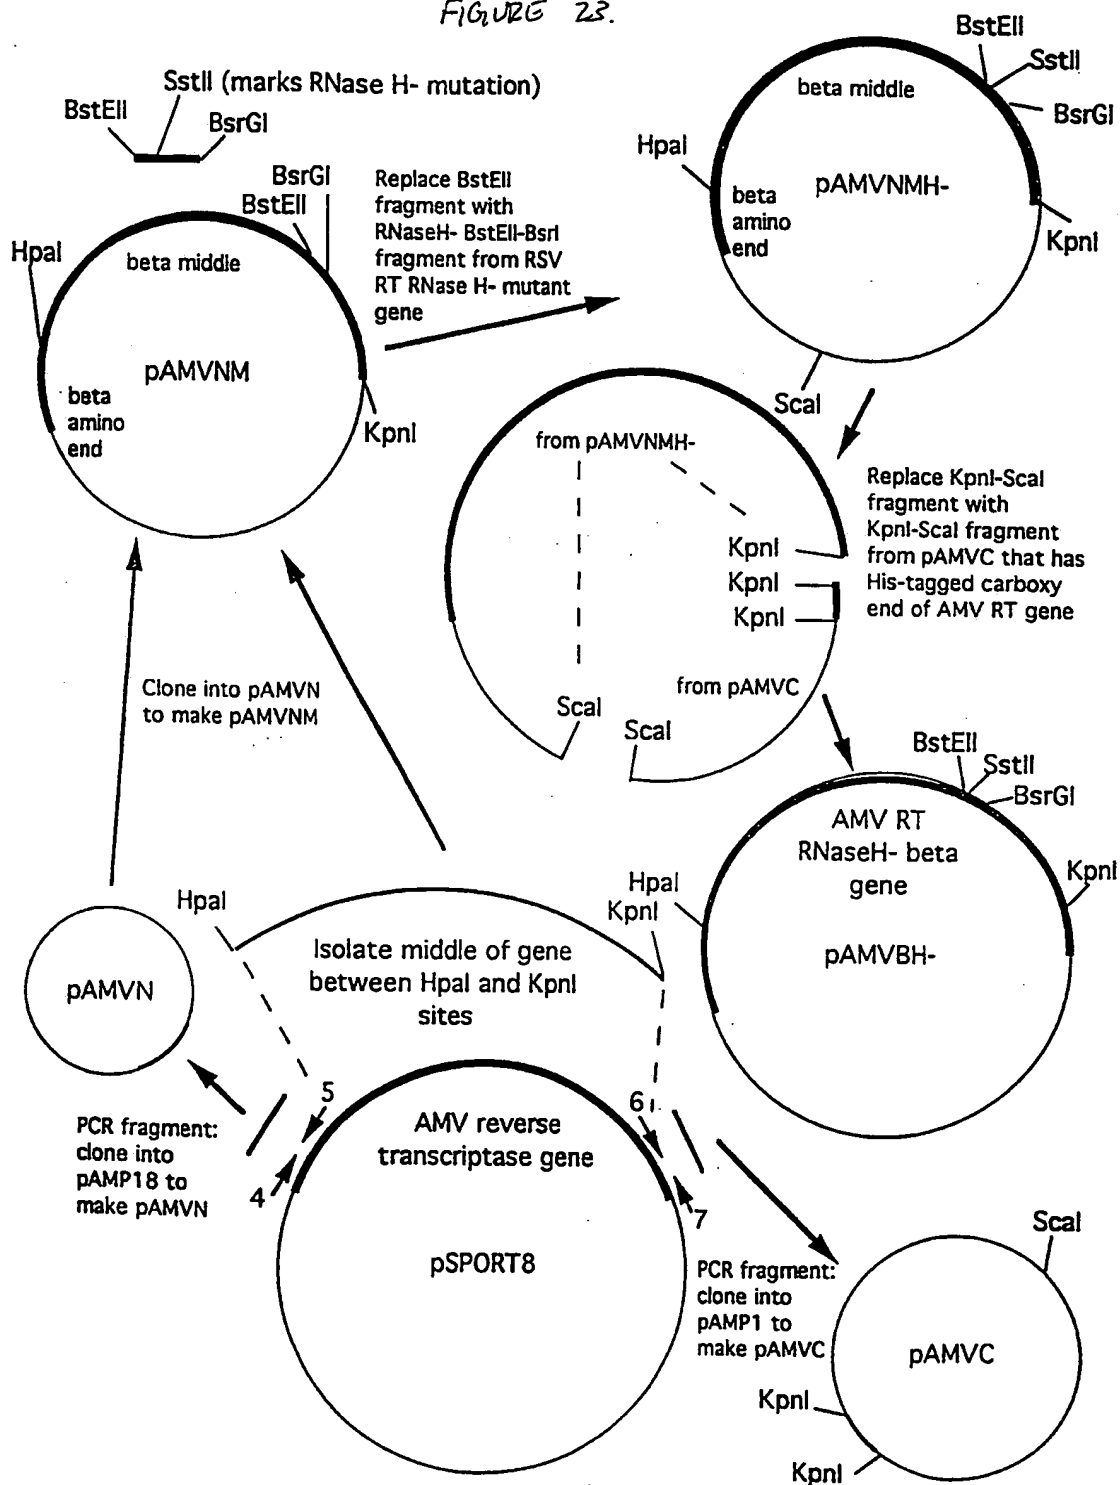 FIGURE 23.
SstII (marks RNase H- mutation)
BstEII
BsrGI
BsrGI
BstEII
HpaI
beta middle
pAMVNM
beta
amino
end
KpnI
Replace BstEII
fragment with
RNaseH- BstEII-BsrI
fragment from RSV
RT RNase H- mutant
gene
BstEII
SstII
BsrGI
beta middle
HpaI
pAMVNMH-
beta
amino
end
KpnI
ScaI
from pAMVNMH-
KpnI
KpnI
KpnI
ScaI
from pAMVC
ScaI
Replace KpnI-ScaI
fragment with
KpnI-ScaI fragment
from pAMVC that has
His-tagged carboxy
end of AMV RT gene
Clone into pAMVN
to make pAMVNM
BstEII
SstII
BsrGI
AMV RT
RNaseH- beta
gene
KpnI
HpaI
pAMVBH-
HpaI
KpnI
Isolate middle of gene
between HpaI and KpnI
sites
pAMVN
PCR fragment:
clone into
pAMP18 to
make pAMVN
5
4
AMV reverse
transcriptase gene
6
7
pSPORT8
PCR fragment:
clone into
pAMP1 to
make pAMVC
ScaI
pAMVC
KpnI
KpnI